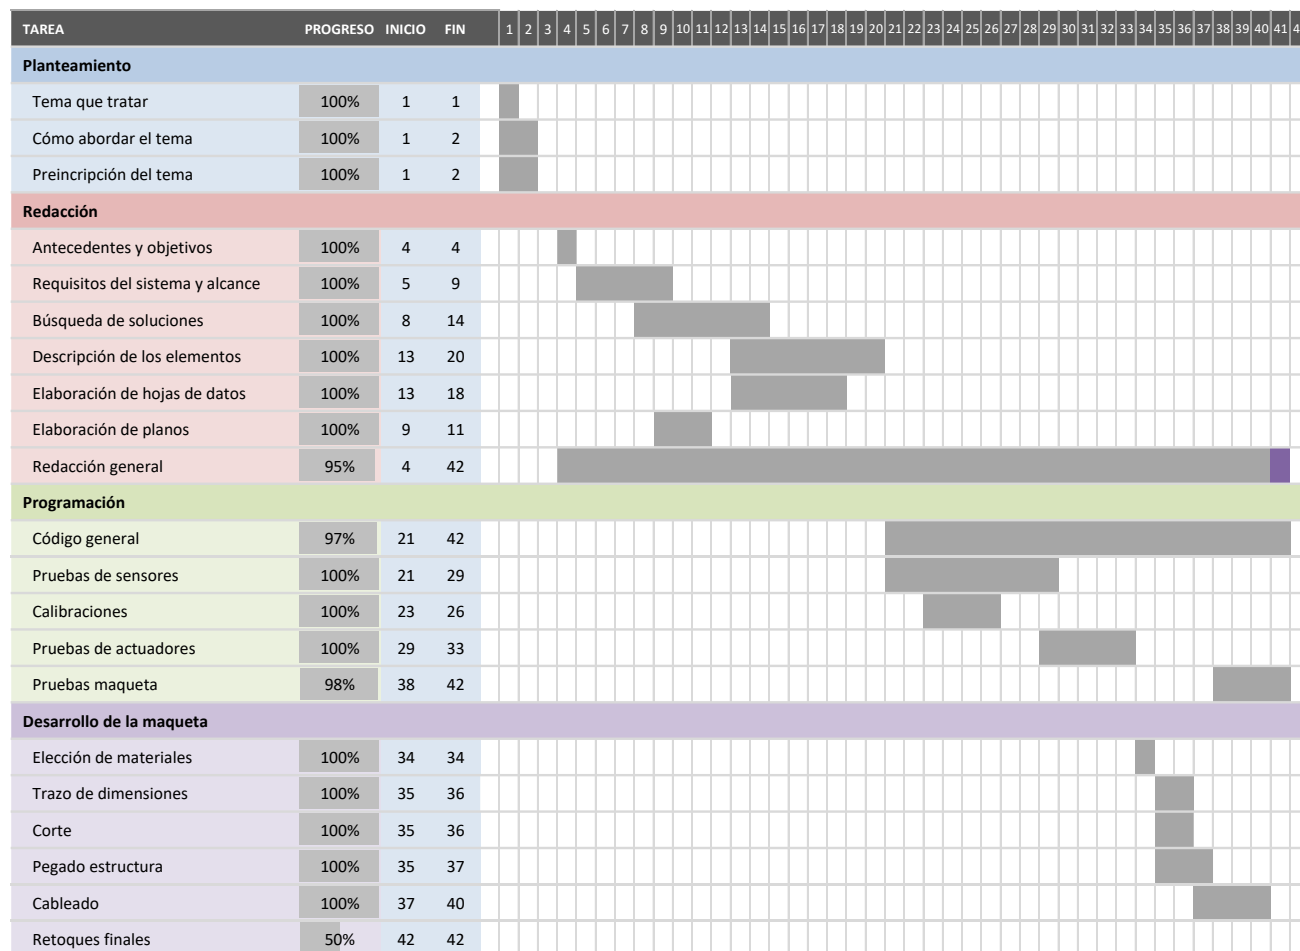 TAREA PROGRESO INICIO FIN 1 2 3 4 5 6 7 8 9 10 11 12 13 14 15 16 17 18 19 20 21 22 23 24 25 26 27 28 29 30 31 32 33 34 35 36 37 38 39 40 41 4
Planteamiento
Tema que tratar 100% 1 1
Cómo abordar el tema 100% 1 2
Preincripción del tema 100% 1 2
Redacción
Antecedentes y objetivos 100% 4 4
Requisitos del sistema y alcance 100% 5 9
Búsqueda de soluciones 100% 8 14
Descripción de los elementos 100% 13 20
Elaboración de hojas de datos 100% 13 18
Elaboración de planos 100% 9 11
Redacción general 95% 4 42
Programación
Código general 97% 21 42
Pruebas de sensores 100% 21 29
Calibraciones 100% 23 26
Pruebas de actuadores 100% 29 33
Pruebas maqueta 98% 38 42
Desarrollo de la maqueta
Elección de materiales 100% 34 34
Trazo de dimensiones 100% 35 36
Corte 100% 35 36
Pegado estructura 100% 35 37
Cableado 100% 37 40
Retoques finales 50% 42 42